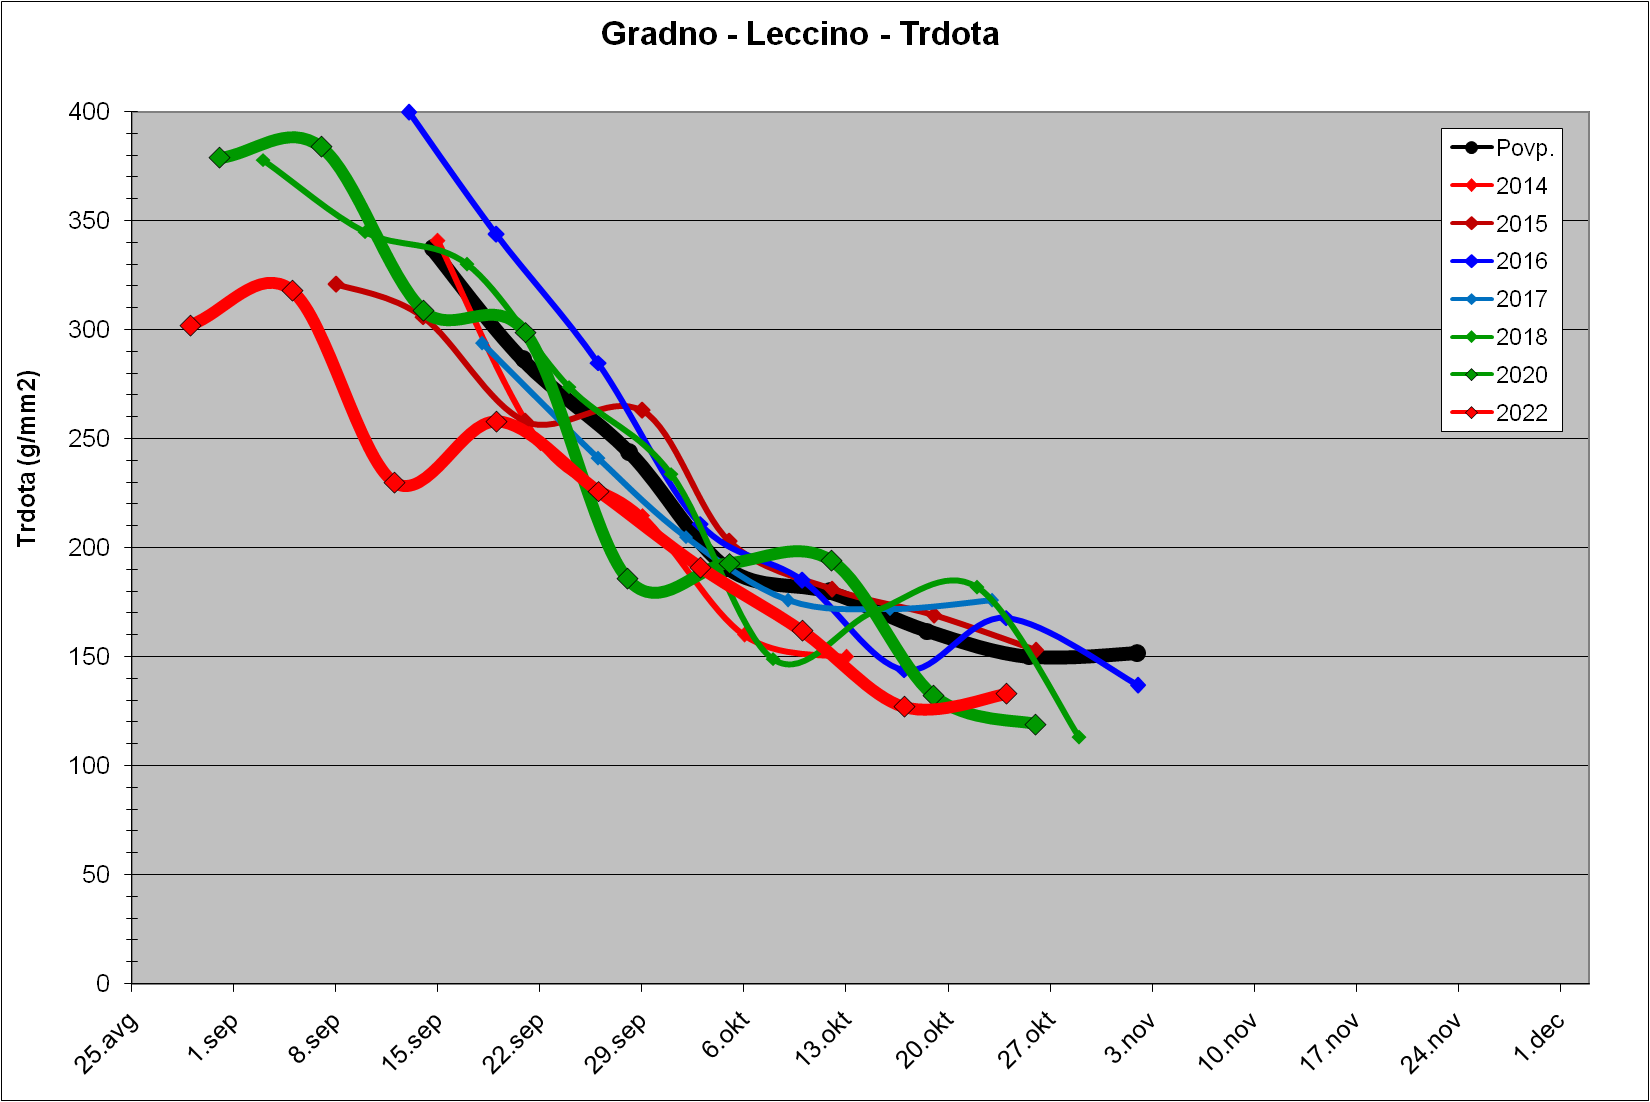 Gradno - Leccino - Trdota
Trdota (g/mm2)
400
350
300
250
200
150
100
50
0
25.avg
1.sep
8.sep
15.sep
22.sep
29.sep
6.okt
13.okt
20.okt
27.okt
3.nov
10.nov
17.nov
24.nov
1.dec
Povp.
2014
2015
2016
2017
2018
2020
2022